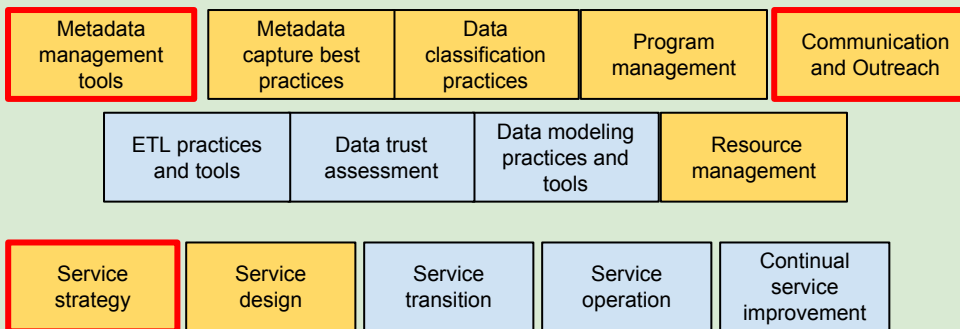 Metadata
management
tools
Metadata
capture best
practices
Data
classification
practices
Program
management
Communication
and Outreach
ETL practices
and tools
Data trust
assessment
Data modeling
practices and
tools
Resource
management
Service
strategy
Service
design
Service
transition
Service
operation
Continual
service
improvement